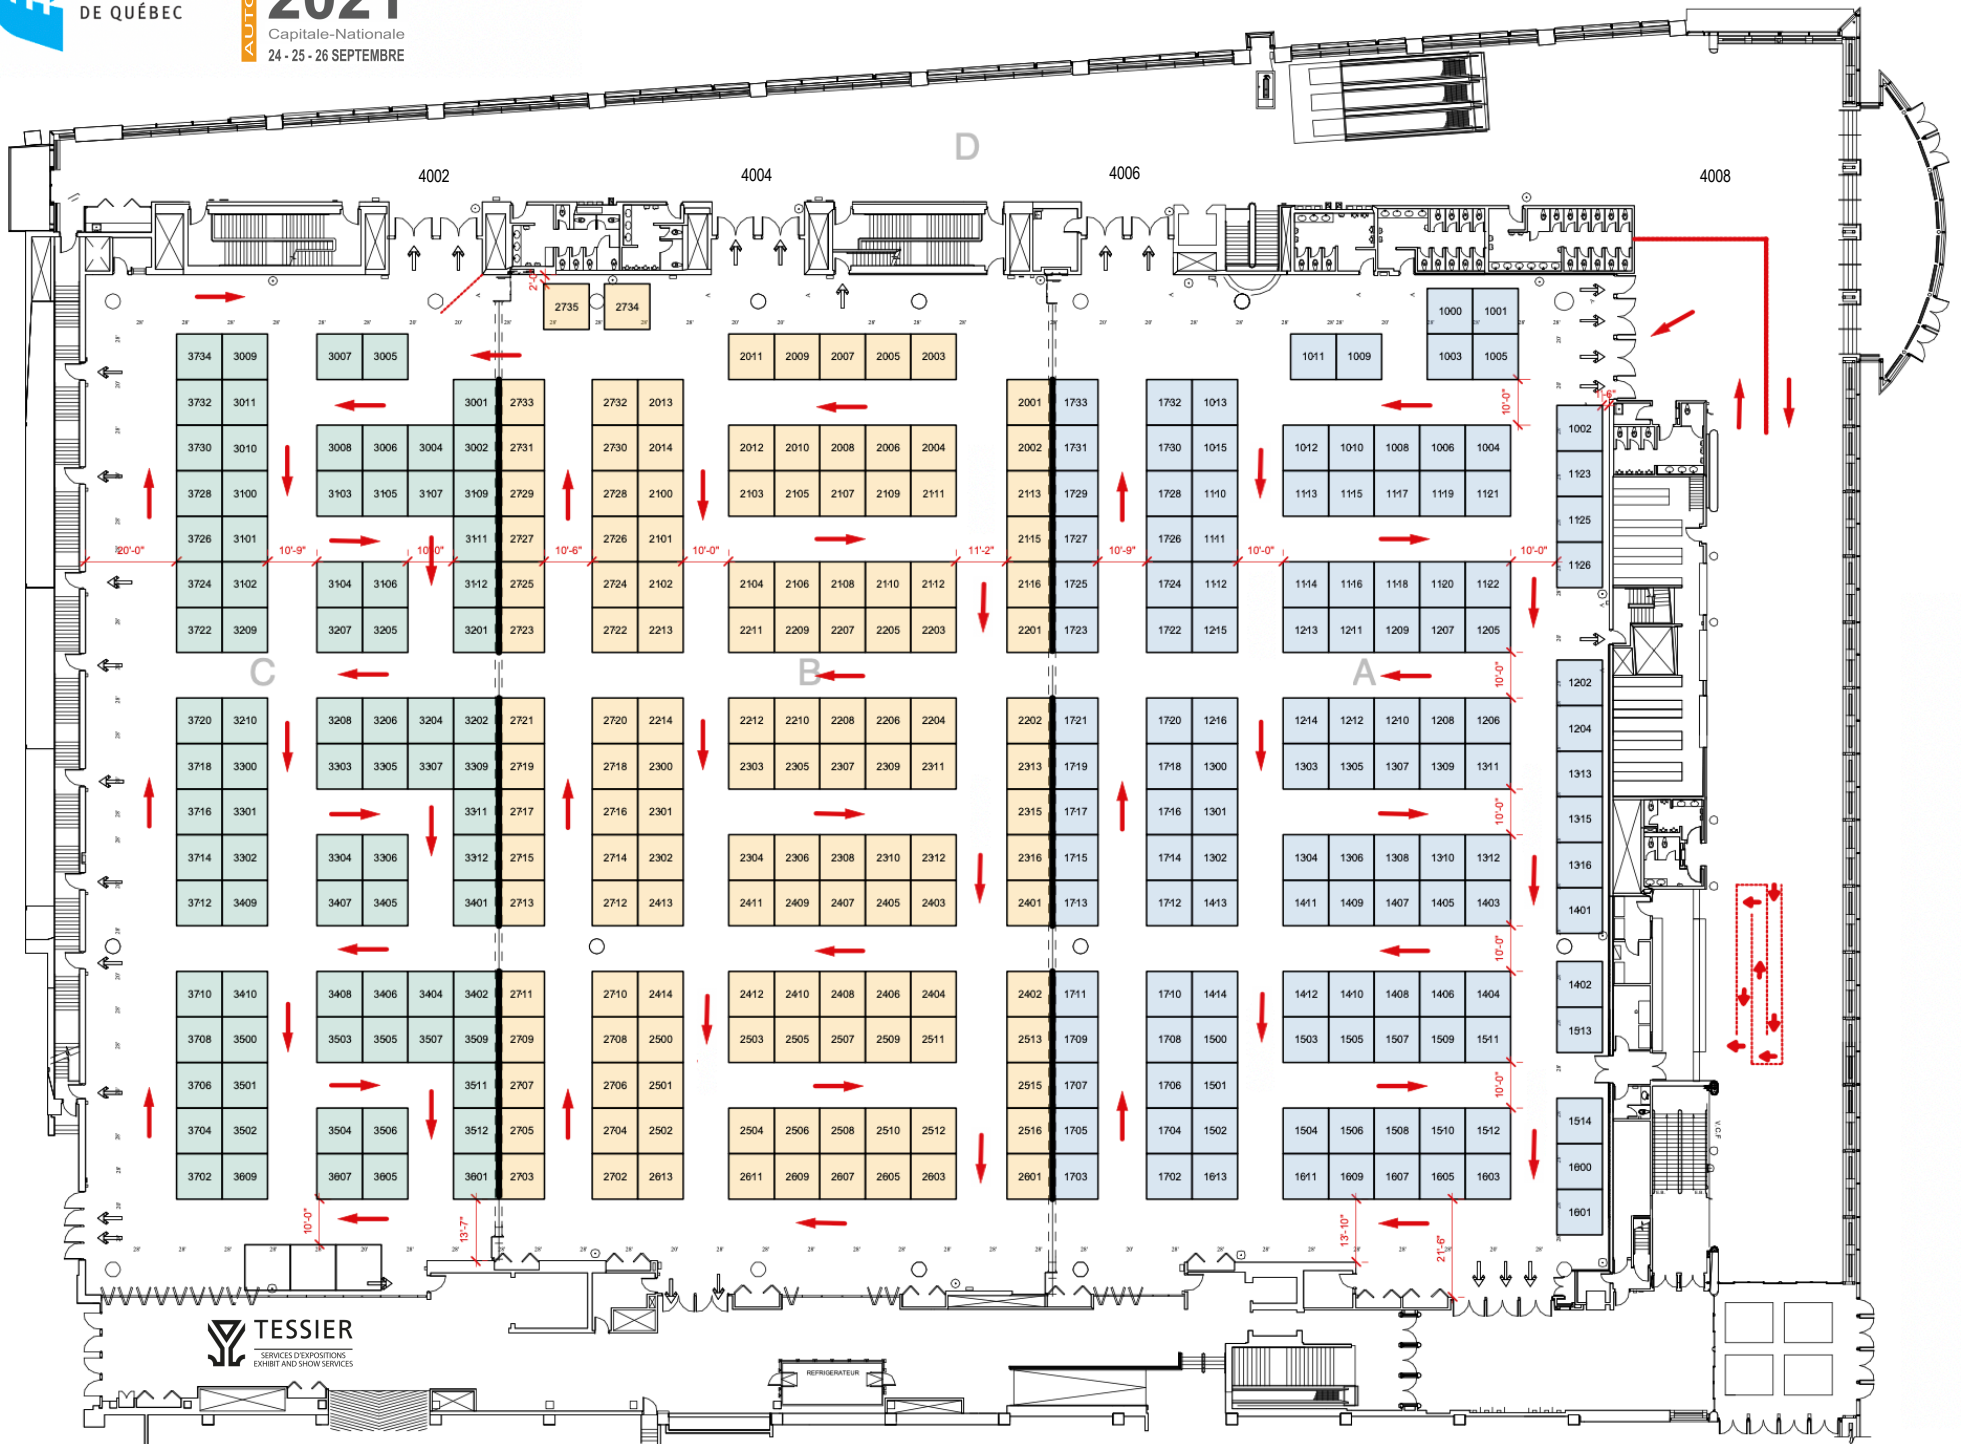 DE QUÉBEC
AUTO
2021
Capitale-Nationale
24 - 25 - 26 SEPTEMBRE
D
4002 4004 4006 4008
2735 2734 1000 1001
3734 3009 3007 3005 2011 2009 2007 2005 2003 1011 1009 1003 1005
3732 3011 3001 2733 2732 2013 2001 1733 1732 1013
1002
3730 3010 3008 3006 3004 3002 2731 2730 2014 2012 2010 2008 2006 2004 2002 1731 1730 1015 1012 1010 1008 1006 1004
1123
3728 3100 3103 3105 3107 3109 2729 2728 2100 2103 2105 2107 2109 2111 2113 1729 1728 1110 1113 1115 1117 1119 1121
1125
3726 3101 3111 2727 2726 2101 2115 1727 1726 1141
20'-0" 10'-9" 10'-6" 10'-0" 11'-2" 10'-9" 10'-0" 10'-0"
1126
3724 3102 3104 3106 3112 2725 2724 2102 2104 2106 2108 2110 2112 2116 1725 1724 1112 1114 1116 1118 1120 1122
3722 3209 3207 3205 3201 2723 2722 2213 2211 2209 2207 2205 2203 2201 1723 1722 1215 1213 1211 1209 1207 1205
C B A
10'-0"
1202
3720 3210 3208 3206 3204 3202 2721 2720 2214 2212 2210 2208 2206 2204 2202 1721 1720 1216 1214 1212 1210 1208 1206
1204
3718 3300 3303 3305 3307 3309 2719 2718 2300 2303 2305 2307 2309 2311 2313 1719 1718 1300 1303 1305 1307 1309 1311
1313
3716 3301 3311 2717 2716 2301 2315 1717 1716 1301
10'-0"
1315
3714 3302 3304 3306 3312 2715 2714 2302 2304 2306 2308 2310 2312 2316 1715 1714 1302 1304 1306 1308 1310 1312
1316
3712 3409 3407 3405 3401 2713 2712 2413 2411 2409 2407 2405 2403 2401 1713 1712 1413 1411 1409 1407 1405 1403
1401
10'-0"
1402
3710 3410 3408 3406 3404 3402 2711 2710 2414 2412 2410 2408 2406 2404 2402 1711 1710 1414 1412 1410 1408 1406 1404
1513
3708 3500 3503 3505 3507 3509 2709 2708 2500 2503 2505 2507 2509 2511 2513 1709 1708 1500 1503 1505 1507 1509 1511
3706 3501 3511 2707 2706 2501 2515 1707 1706 1501
10'-0"
1514
3704 3502 3504 3506 3512 2705 2704 2502 2504 2506 2508 2510 2512 2516 1705 1704 1502 1504 1506 1508 1510 1512
1600
3702 3609 3607 3605 3601 2703 2702 2613 2611 2609 2607 2605 2603 2601 1703 1702 1613 1611 1609 1607 1605 1603
1601
10'-0" 13'-7" 13'-10" 21'-6"
TESSIER
SERVICES D'EXPOSITIONS
EXHIBIT AND SHOW SERVICES
REFRIGERATEUR